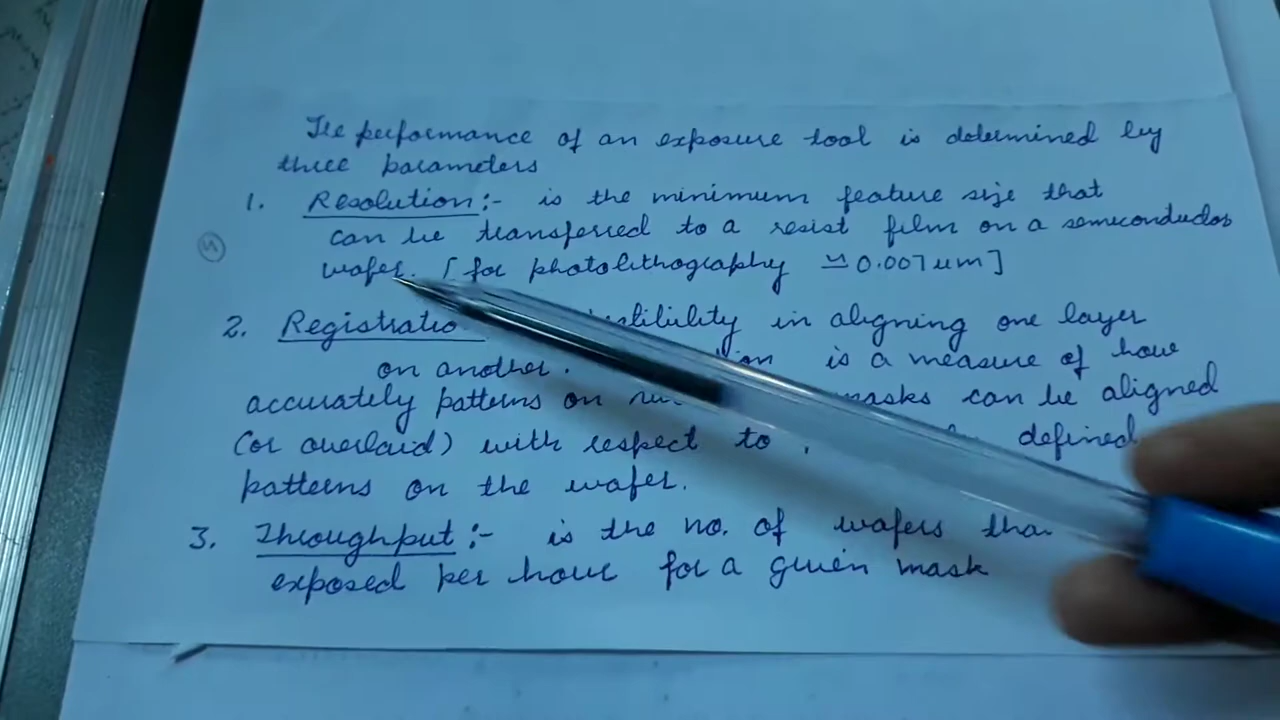 The performance of an exposure tool is determined by
three parameters
1. Resolution:- is the minimum feature size that
can be transferred to a resist film on a semiconductor
wafer. [for photolithography ≃ 0.007 um]
2. in aligning one layer
on another. is a measure of how
accurately patterns on masks can be aligned
(or overlaid) with respect to defined
patterns on the wafer.
3. Throughput:- is the no. of wafers
exposed per hour for a given mask